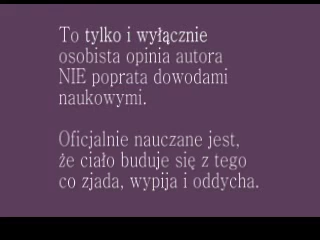 To tylko i wyłącznie
osobista opinia autora
NIE poprata dowodami
naukowymi.
Oficjalnie nauczane jest,
że ciało buduje się z tego
co zjada, wypija i oddycha.